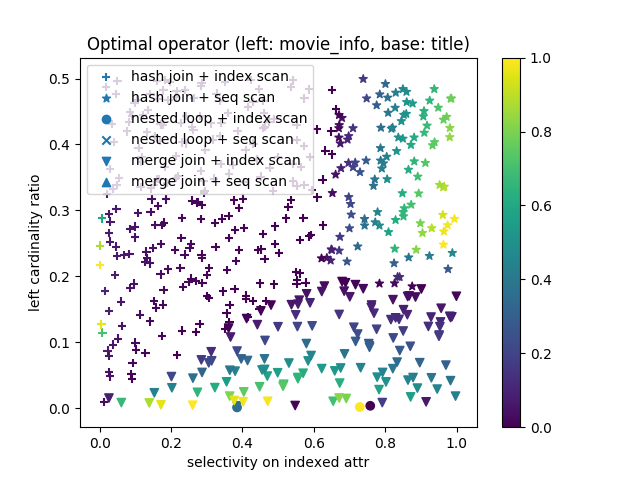 Optimal operator (left: movie_info, base: title)
hash join + index scan
hash join + seq scan
nested loop + index scan
nested loop + seq scan
merge join + index scan
merge join + seq scan
left cardinality ratio
0.5
0.4
0.3
0.2
0.1
0.0
0.0 0.2 0.4 0.6 0.8 1.0
selectivity on indexed attr
1.0
0.8
0.6
0.4
0.2
0.0